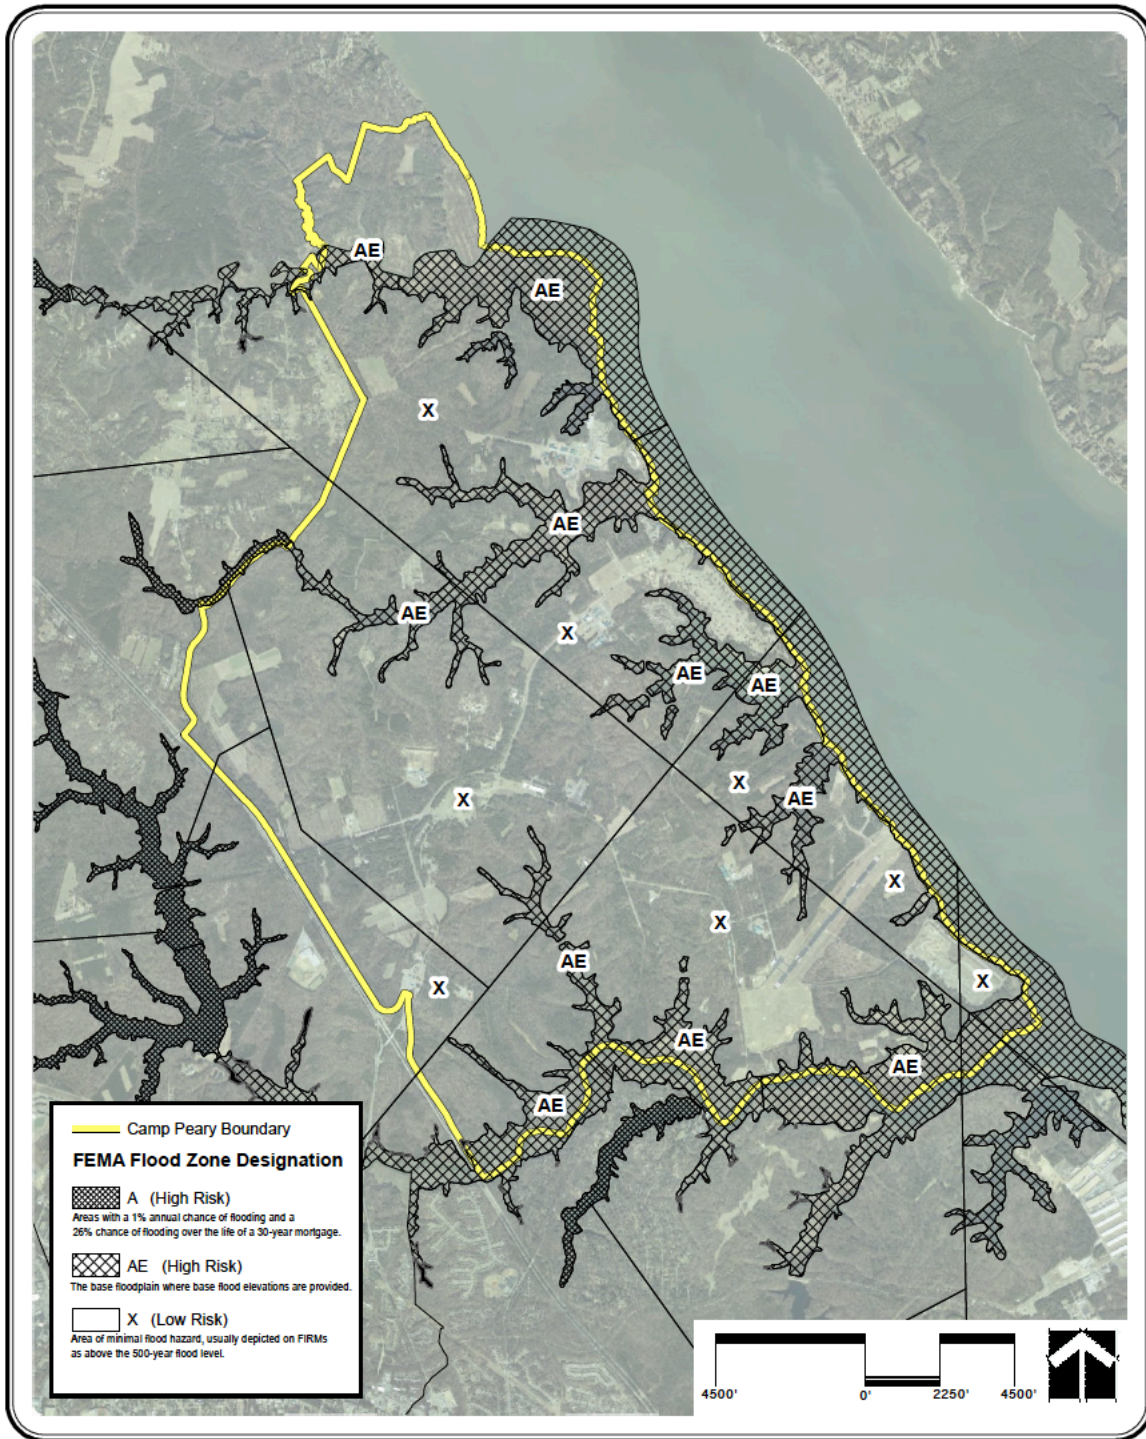 AE
AE
X
AE
AE
X
AE
AE
X
AE
X
X
X
AE
X
X
AE
AE
AE
Camp Peary Boundary
FEMA Flood Zone Designation
A (High Risk)
Areas with a 1% annual chance of flooding and a
26% chance of flooding over the life of a 30-year mortgage.
AE (High Risk)
The base floodplain where base flood elevations are provided.
X (Low Risk)
Area of minimal flood hazard, usually depicted on FIRMs
as above the 500-year flood level.
4500' 0' 2250' 4500'